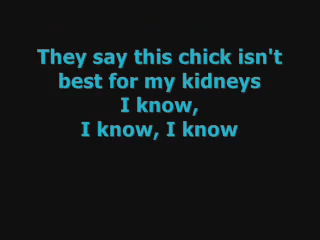 They say this chick isn't
best for my kidneys
I know,
I know, I know